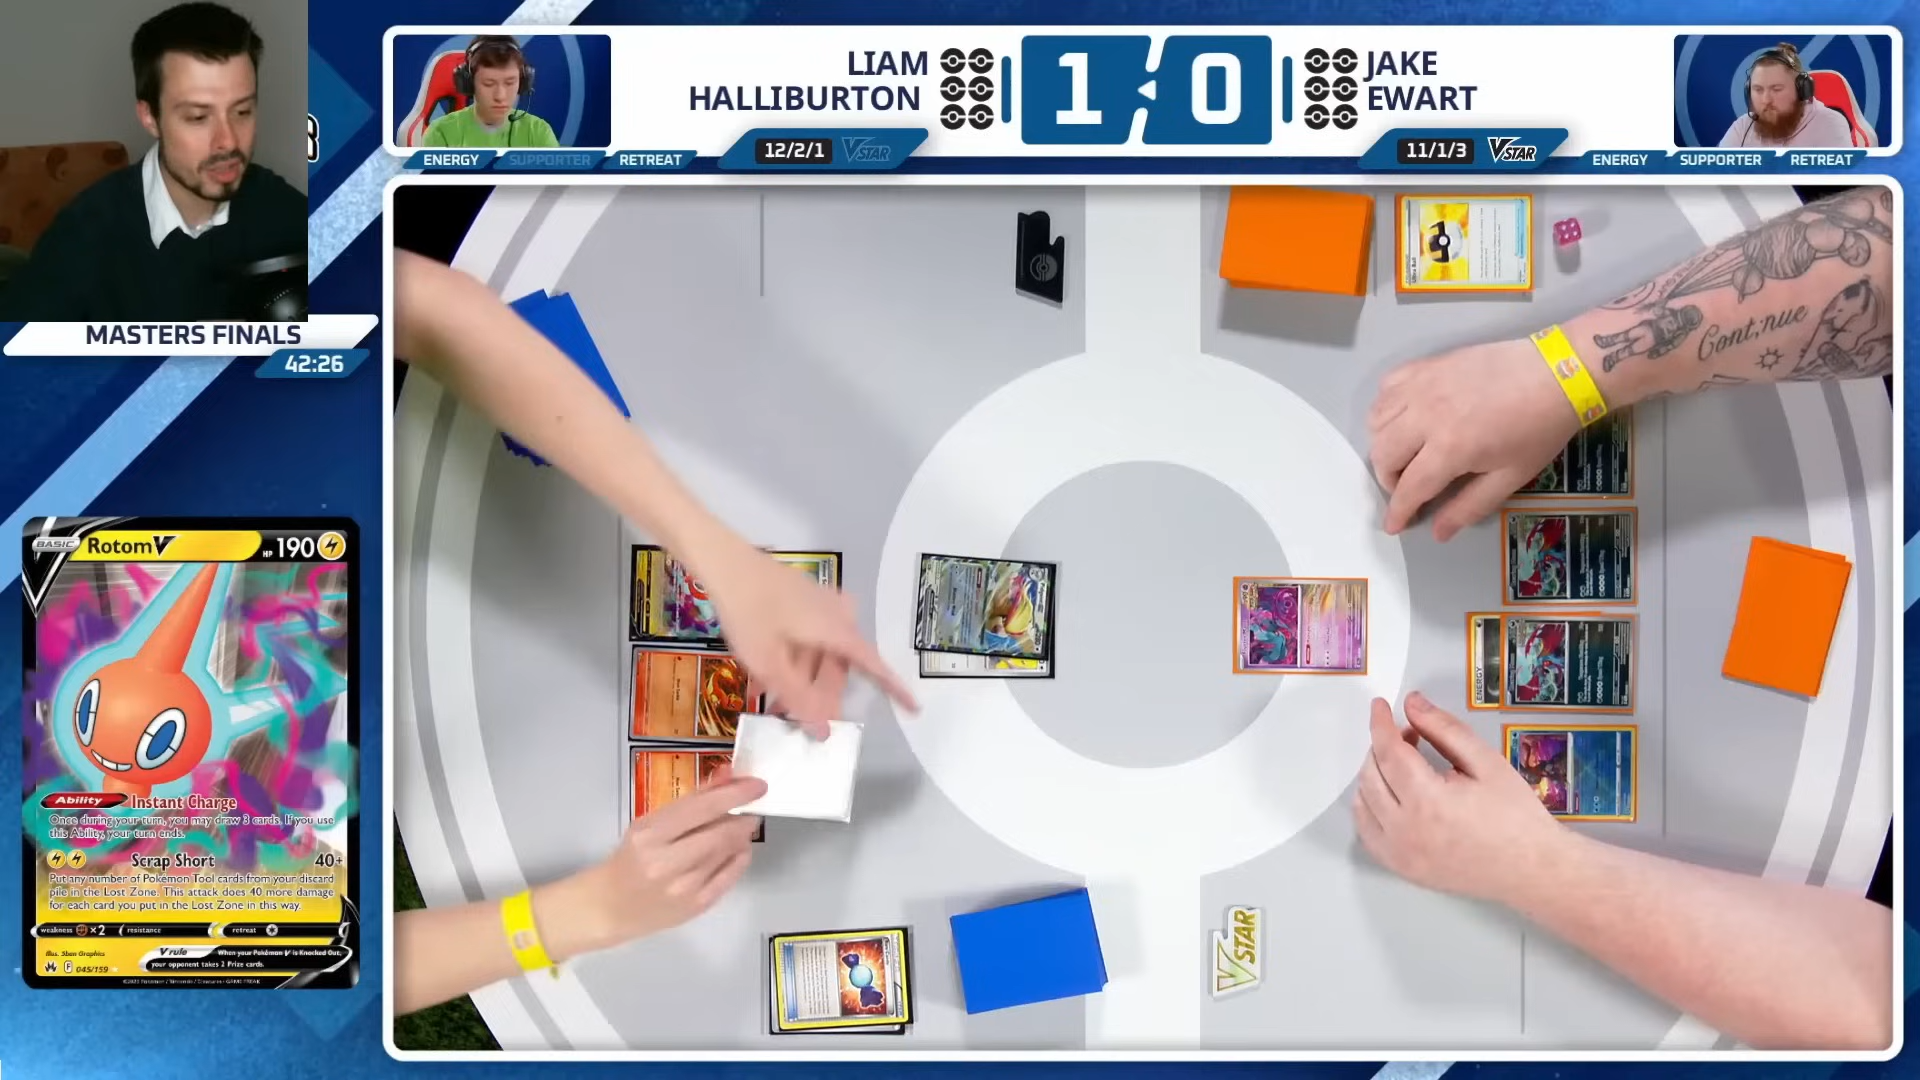 LIAM
HALLIBURTON
1
0
JAKE
EWART
ENERGY
SUPPORTER
RETREAT
12/2/1
VSTAR
11/1/3
VSTAR
ENERGY
SUPPORTER
RETREAT
MASTERS FINALS
42:26
BASIC
Rotom V
HP 190
Ability
Instant Charge
Once during your turn, you may draw 3 cards. If you use
this Ability, your turn ends.
Scrap Short
40+
Put any number of Pokémon Tool cards from your discard
pile in the Lost Zone. This attack does 40 more damage
for each card you put in the Lost Zone in this way.
weakness
×2
resistance
retreat
Illus. 5ban Graphics
V rule
When your Pokémon V is Knocked Out,
your opponent takes 2 Prize cards.
F
045/159
Cont;nue
ENERGY
VSTAR